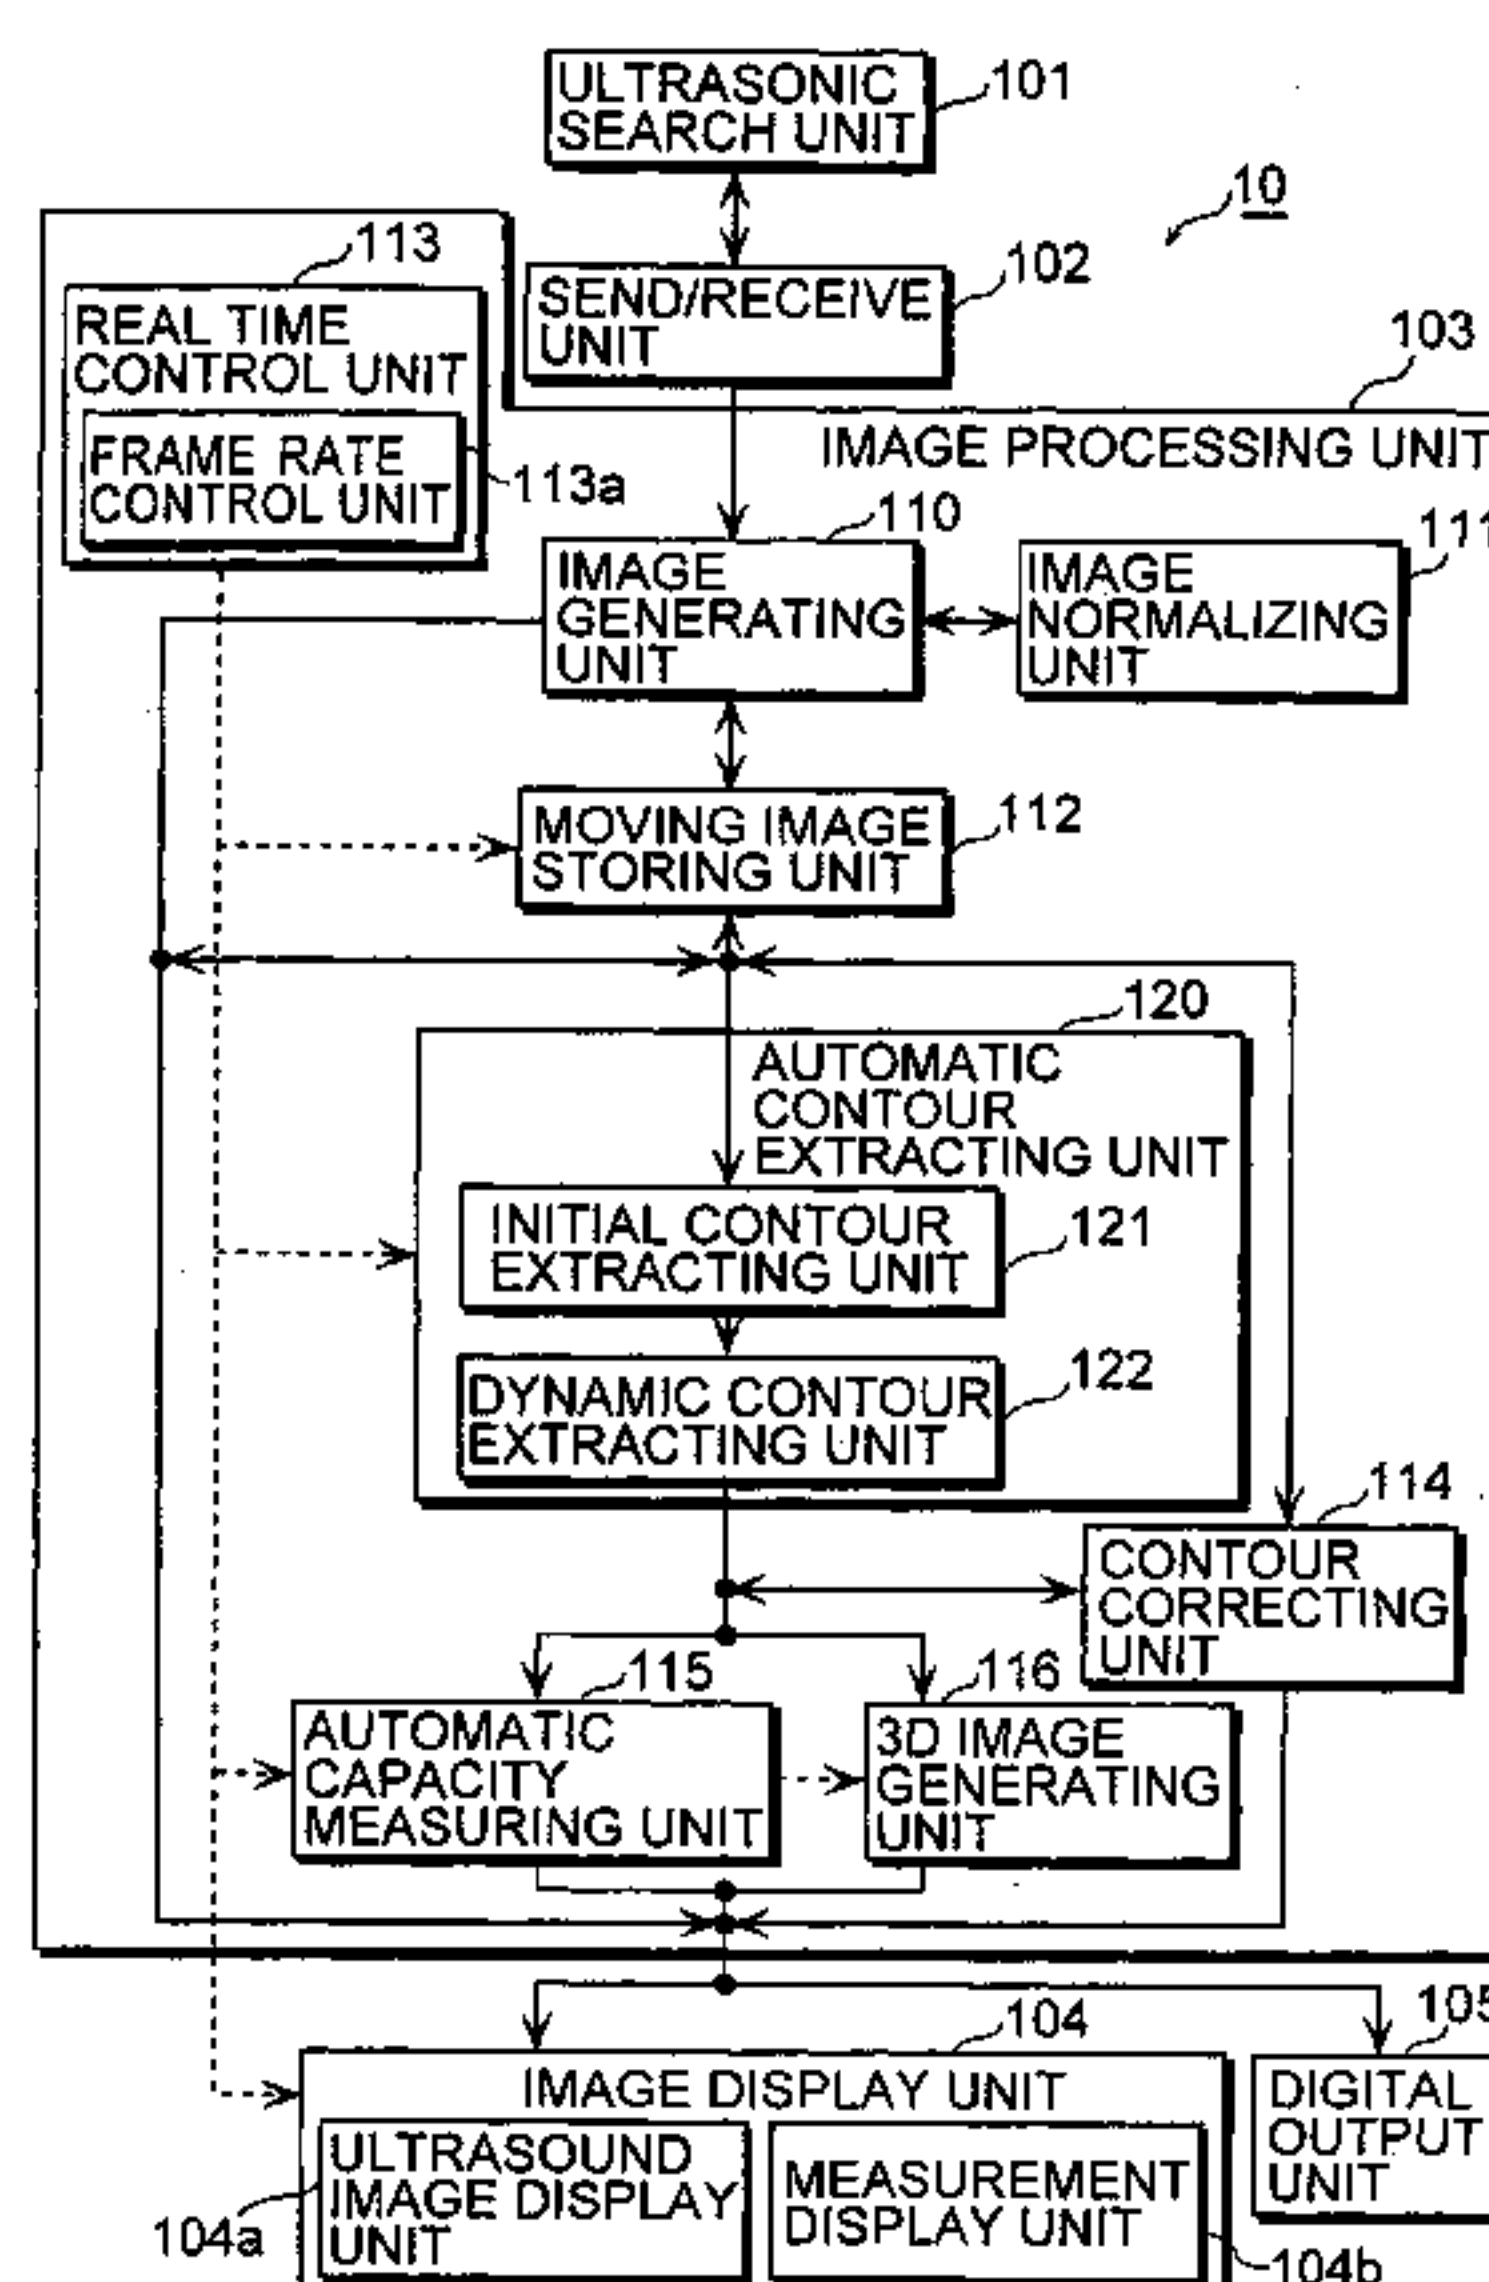 ULTRASONIC
SEARCH UNIT
101
10
113
REAL TIME
CONTROL UNIT
FRAME RATE
CONTROL UNIT
113a
SEND/RECEIVE
UNIT
102
103
IMAGE PROCESSING UNIT
110
IMAGE
GENERATING
UNIT
111
IMAGE
NORMALIZING
UNIT
MOVING IMAGE
STORING UNIT
112
120
AUTOMATIC
CONTOUR
EXTRACTING UNIT
INITIAL CONTOUR
EXTRACTING UNIT
121
DYNAMIC CONTOUR
EXTRACTING UNIT
122
114
CONTOUR
CORRECTING
UNIT
115
AUTOMATIC
CAPACITY
MEASURING UNIT
116
3D IMAGE
GENERATING
UNIT
104
IMAGE DISPLAY UNIT
ULTRASOUND
IMAGE DISPLAY
UNIT
104a
MEASUREMENT
DISPLAY UNIT
104b
105
DIGITAL
OUTPUT
UNIT